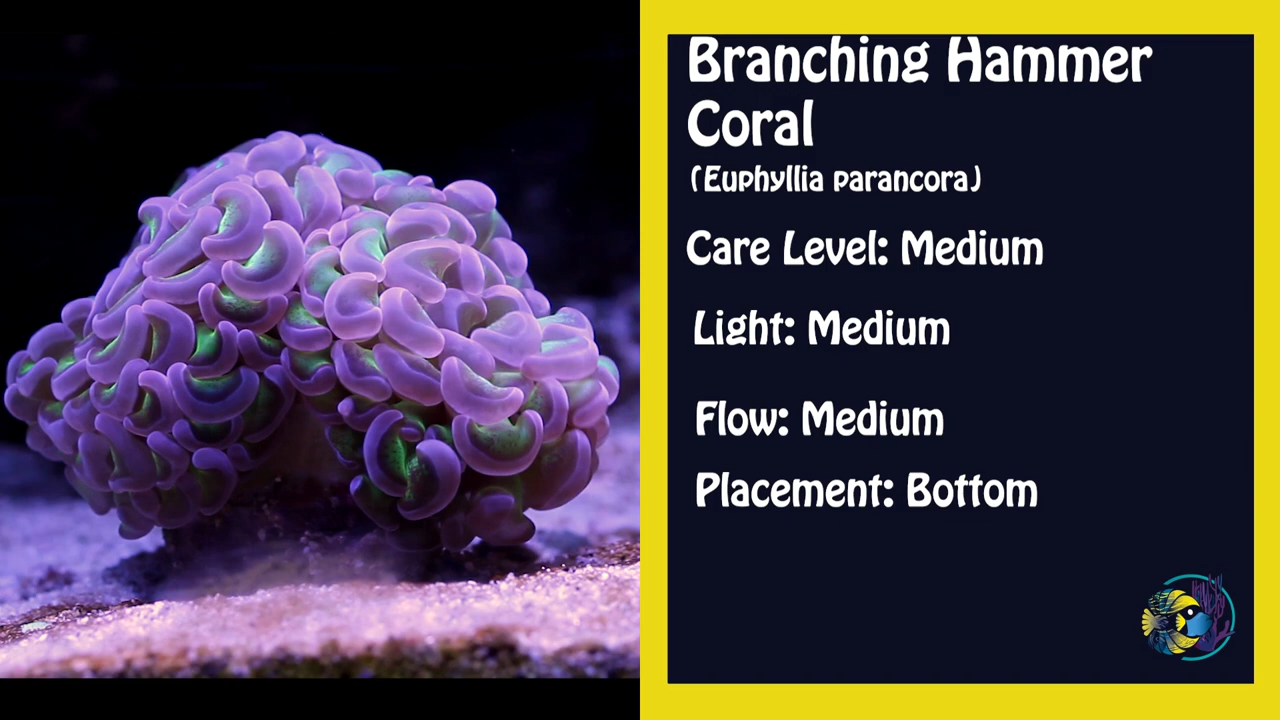 Branching Hammer
Coral
(Euphyllia parancora)
Care Level: Medium
Light: Medium
Flow: Medium
Placement: Bottom